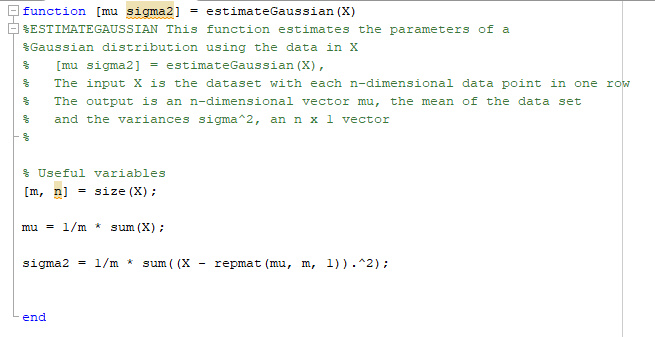 function [mu sigma2] = estimateGaussian(X)
%ESTIMATEGAUSSIAN This function estimates the parameters of a
%Gaussian distribution using the data in X
%   [mu sigma2] = estimateGaussian(X),
%   The input X is the dataset with each n-dimensional data point in one row
%   The output is an n-dimensional vector mu, the mean of the data set
%   and the variances sigma^2, an n x 1 vector
%
% Useful variables
[m, n] = size(X);
mu = 1/m * sum(X);
sigma2 = 1/m * sum((X - repmat(mu, m, 1)).^2);
end